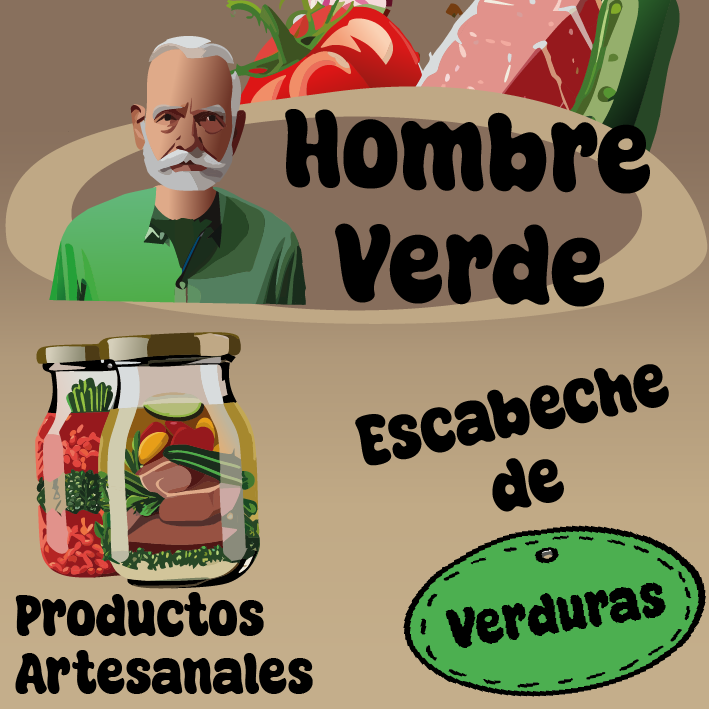 Hombre
Verde
Escabeche
de
Verduras
Productos
Artesanales